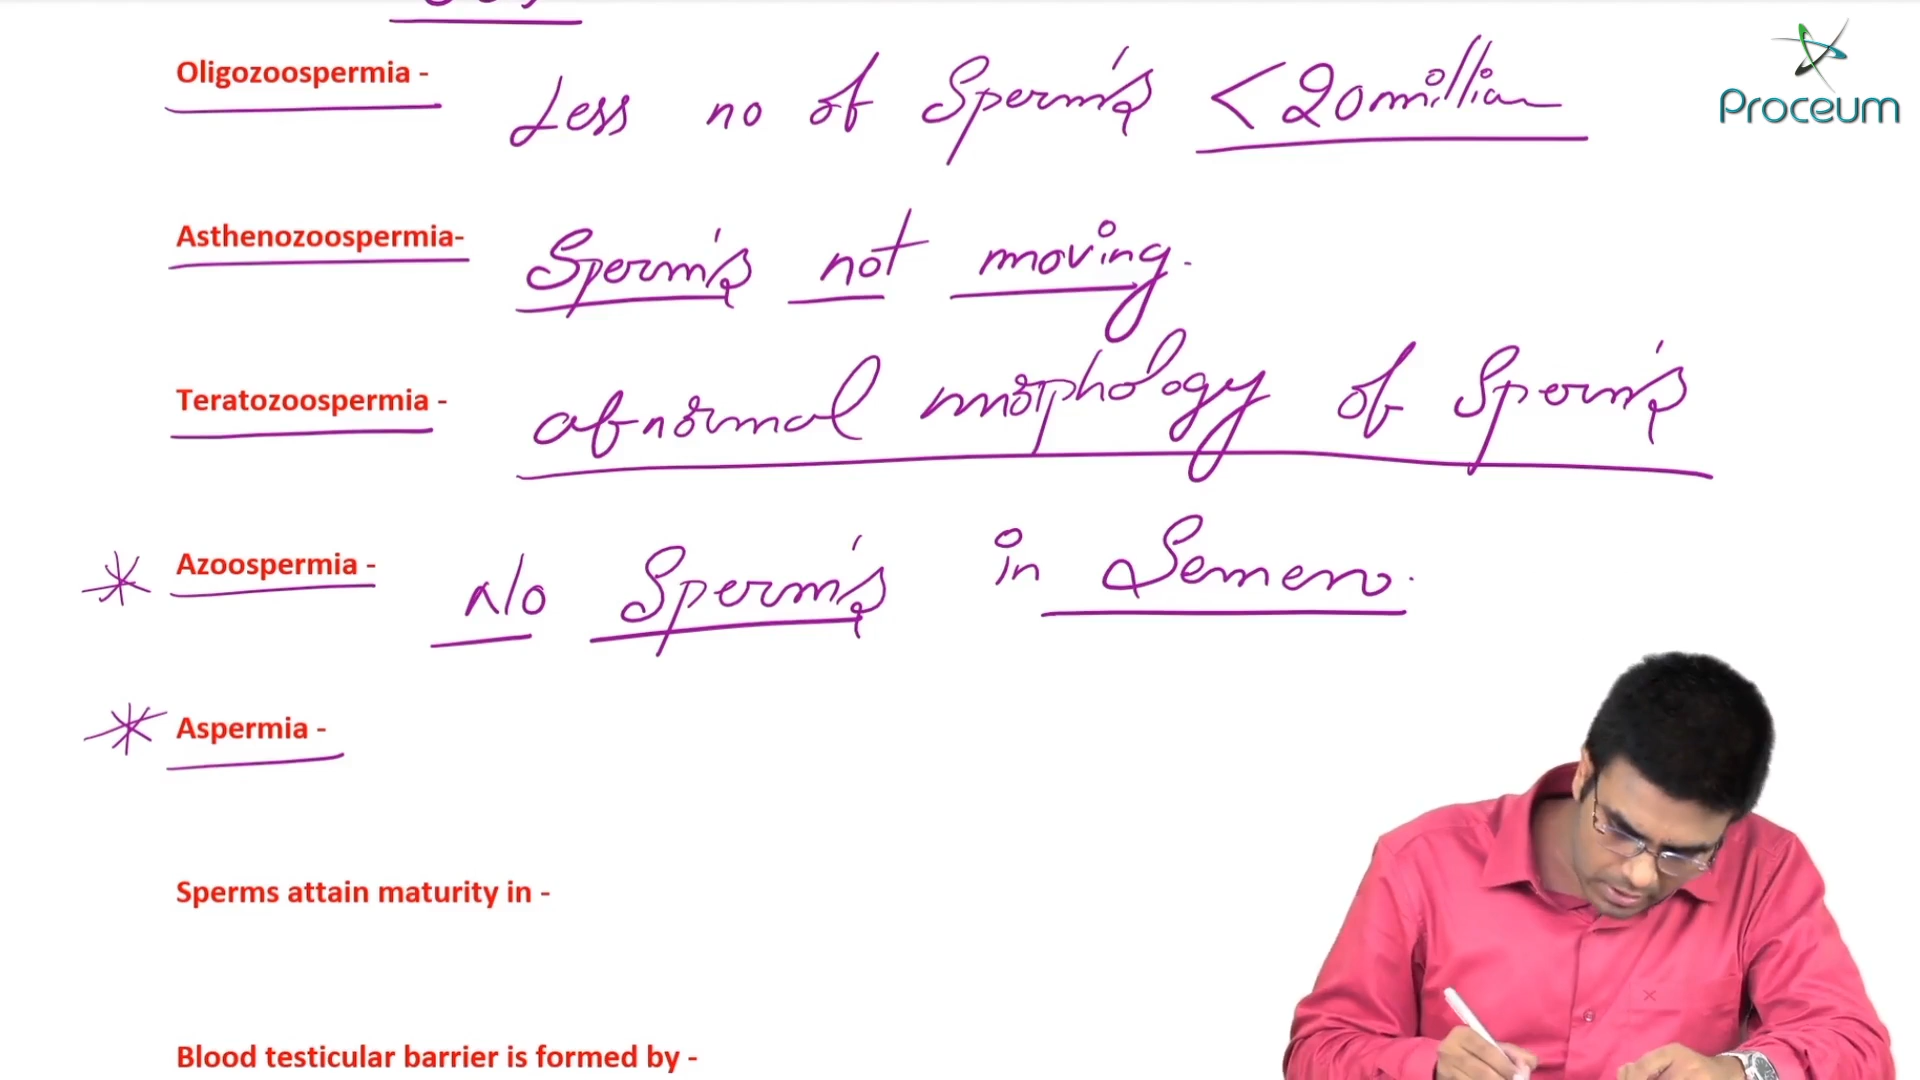 Proceum
Oligozoospermia - Less no of Sperm's < 20 million
Asthenozoospermia- Sperm's not moving.
Teratozoospermia - abnormal morphology of Sperm's
Azoospermia - No Sperm's in Semen.
Aspermia -
Sperms attain maturity in -
Blood testicular barrier is formed by -